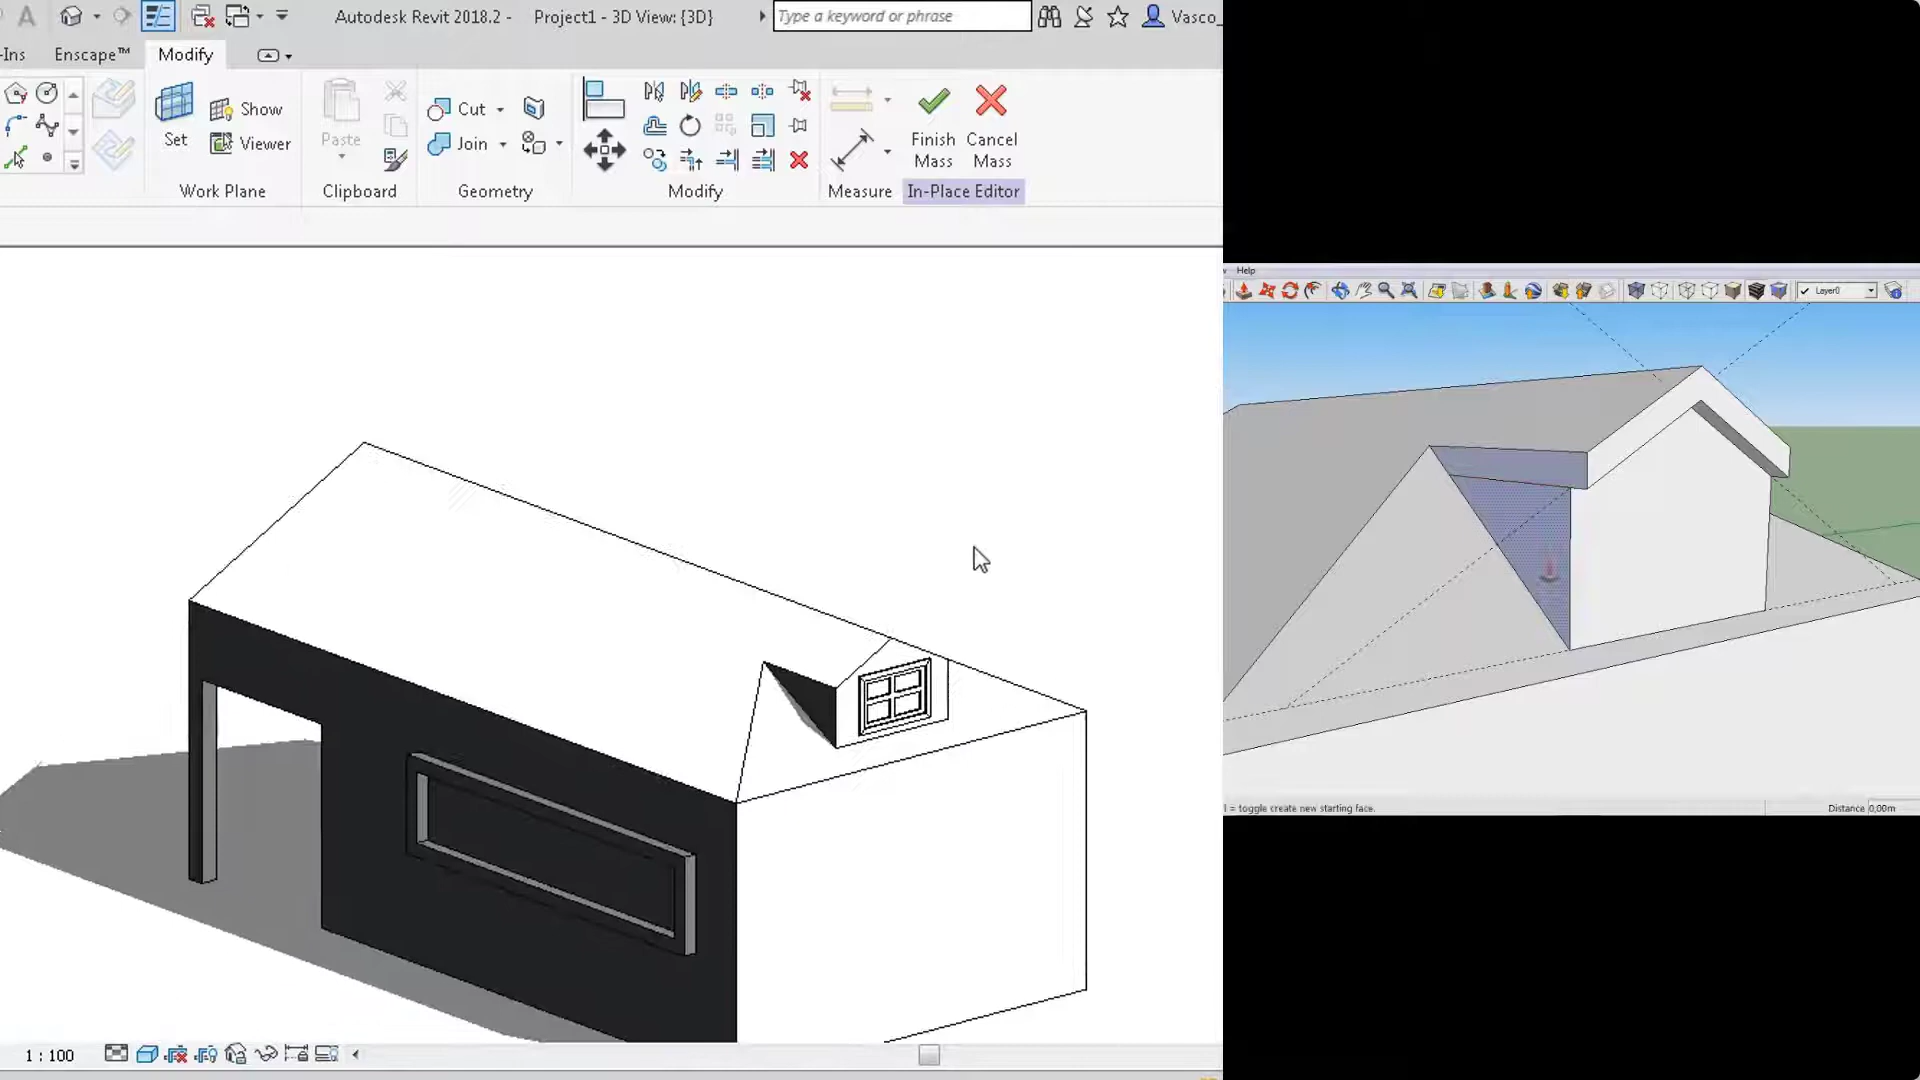 Autodesk Revit 2018.2 - Project1 - 3D View: {3D}
Type a keyword or phrase
Vasco_
-Ins Enscape™ Modify
Set
Show
Viewer
Work Plane
Paste
Clipboard
Cut
Join
Geometry
Modify
Measure
Finish Mass
Cancel Mass
In-Place Editor
1 : 100
Help
Layer0
l = toggle create new starting face.
Distance 0,00m